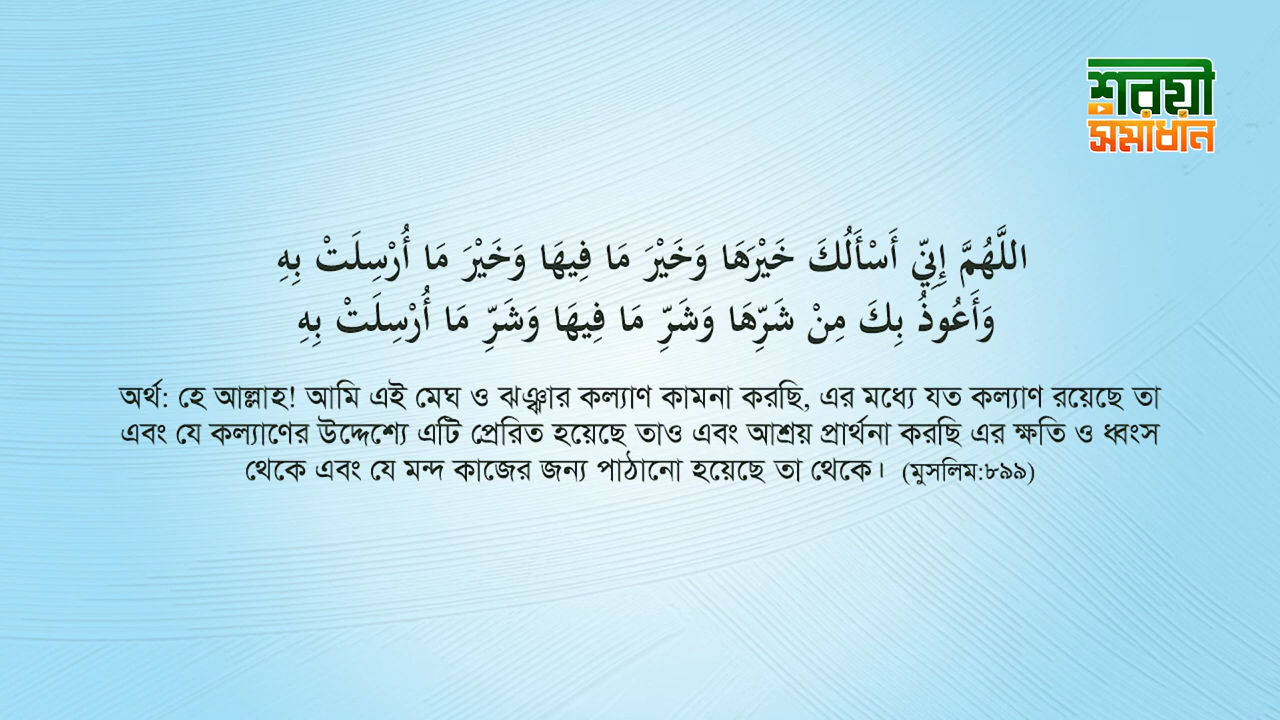 শরয়ী
সমাধান
اللَّهُمَّ إِنِّي أَسْأَلُكَ خَيْرَهَا وَخَيْرَ مَا فِيهَا وَخَيْرَ مَا أُرْسِلَتْ بِهِ
وَأَعُوذُ بِكَ مِنْ شَرِّهَا وَشَرِّ مَا فِيهَا وَشَرِّ مَا أُرْسِلَتْ بِهِ
অর্থ: হে আল্লাহ! আমি এই মেঘ ও ঝঞ্ঝার কল্যাণ কামনা করছি, এর মধ্যে যত কল্যাণ রয়েছে তা
এবং যে কল্যাণের উদ্দেশ্যে এটি প্রেরিত হয়েছে তাও এবং আশ্রয় প্রার্থনা করছি এর ক্ষতি ও ধ্বংস
থেকে এবং যে মন্দ কাজের জন্য পাঠানো হয়েছে তা থেকে। (মুসলিম:৮৯৯)